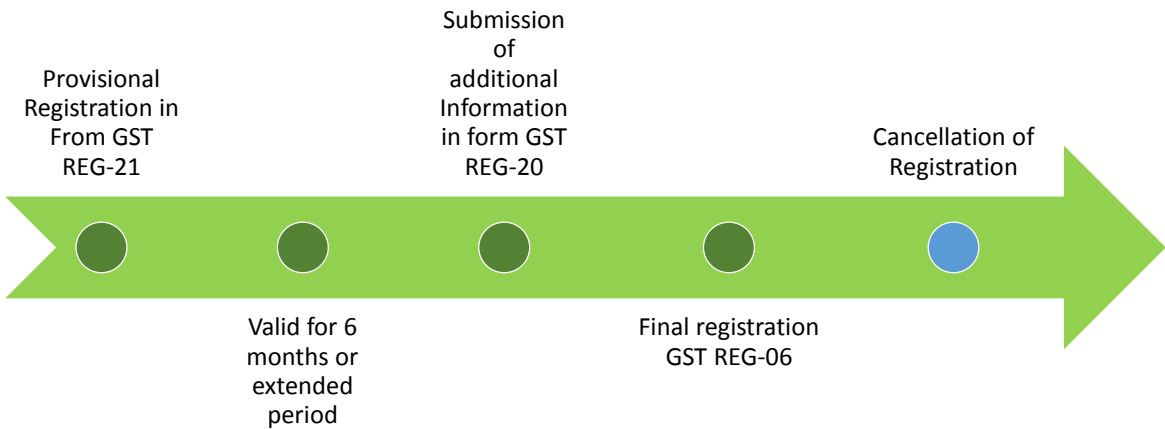 Provisional
Registration in
From GST
REG-21
Valid for 6
months or
extended
period
Submission
of
additional
Information
in form GST
REG-20
Final registration
GST REG-06
Cancellation of
Registration